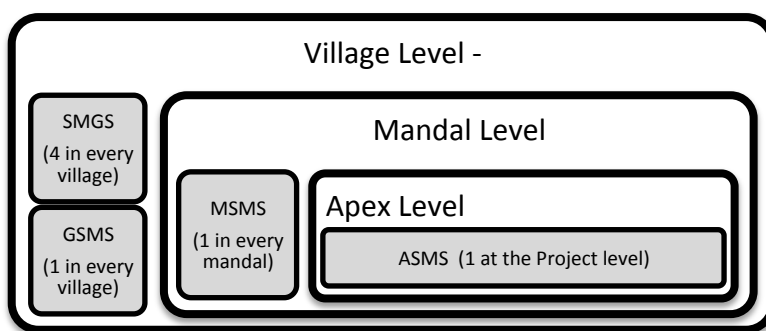 Village Level -
SMGS
(4 in every
village)
GSMS
(1 in every
village)
Mandal Level
MSMS
(1 in every
mandal)
Apex Level
ASMS (1 at the Project level)